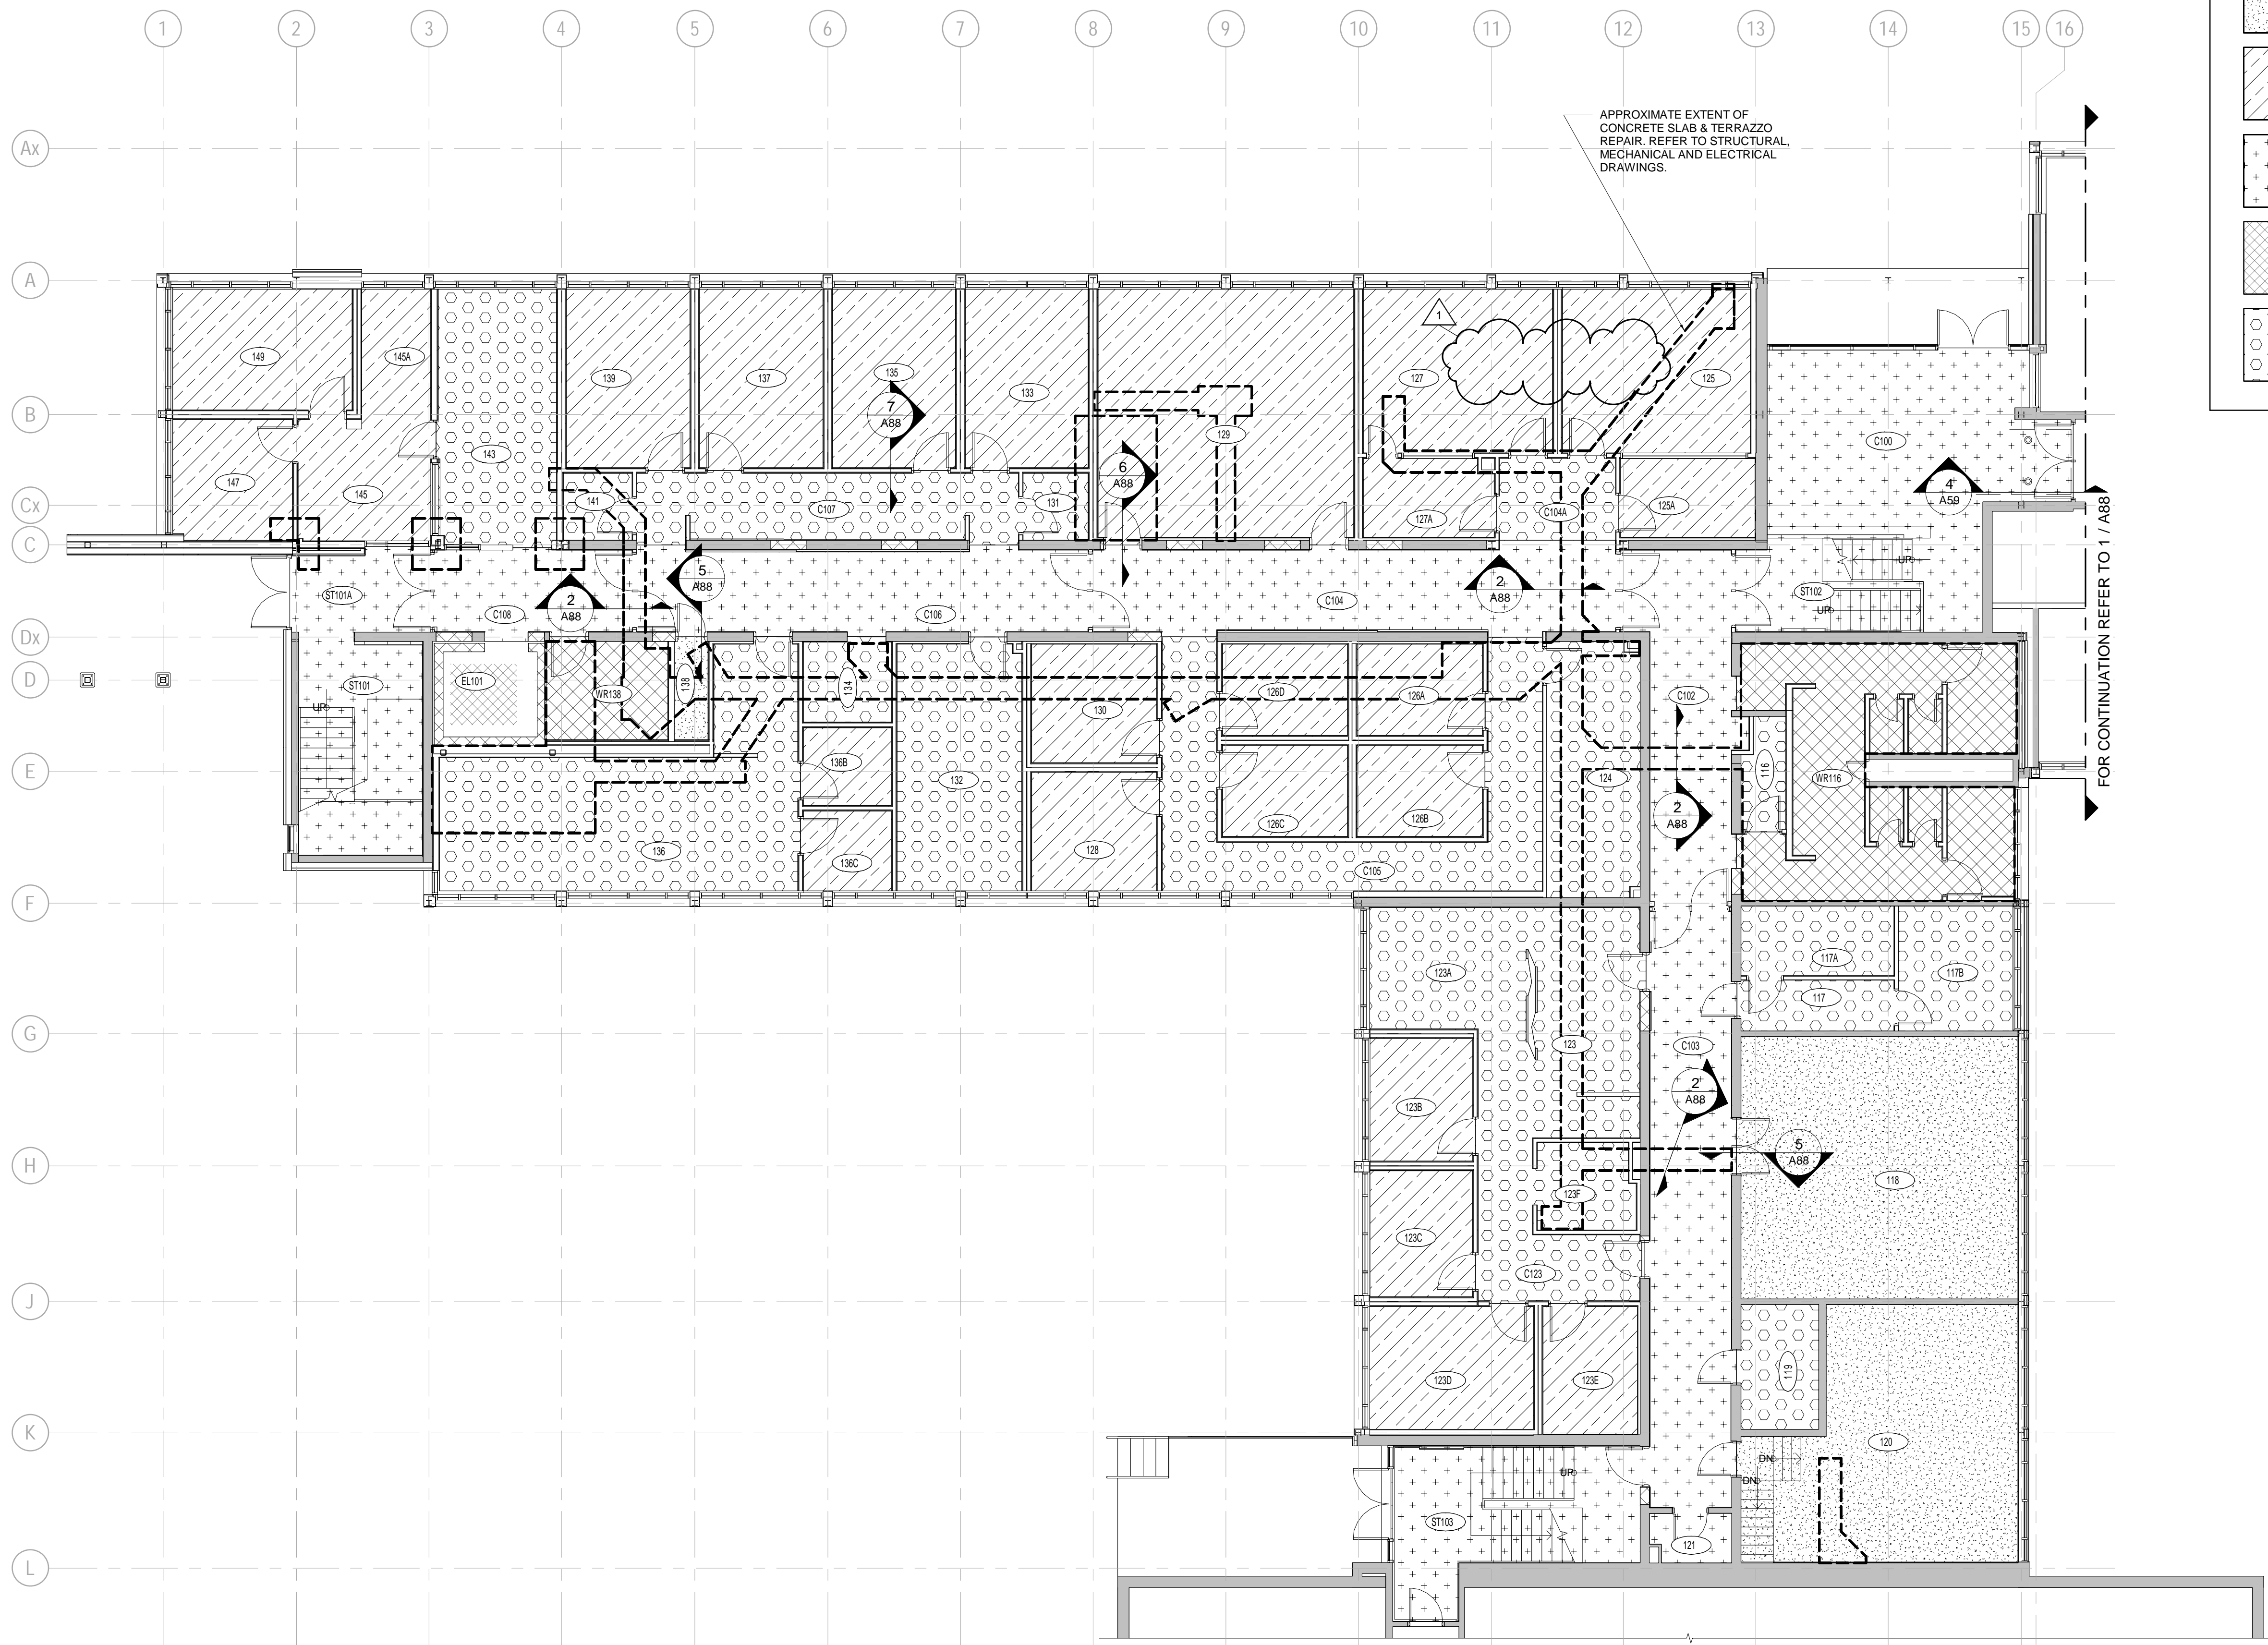 1 2 3 4 5 6 7 8 9 10 11 12 13 14 15 16
APPROXIMATE EXTENT OF
CONCRETE SLAB & TERRAZZO
REPAIR. REFER TO STRUCTURAL,
MECHANICAL AND ELECTRICAL
DRAWINGS.
Ax
A
1
149
145A
139
137
135
133
127
125
7
A88
B
129
C100
143
147
145
6
A88
4
A59
141
C107
131
127A
C104A
125A
Cx
C
UP
5
A88
2
A88
2
A88
ST101A
C108
C106
C104
ST102
UP
Dx
D
ST101
EL101
WR138
138
134
130
126D
126A
C102
UP
E
136B
132
124
116
WR116
2
A88
126C
126B
136
136C
128
C105
FOR CONTINUATION REFER TO 1 / A88
F
123A
117A
117B
117
G
123
C103
2
A88
123B
H
5
A88
123F
118
123C
C123
J
123D
123E
119
K
120
UP
DN
DN
ST103
121
L